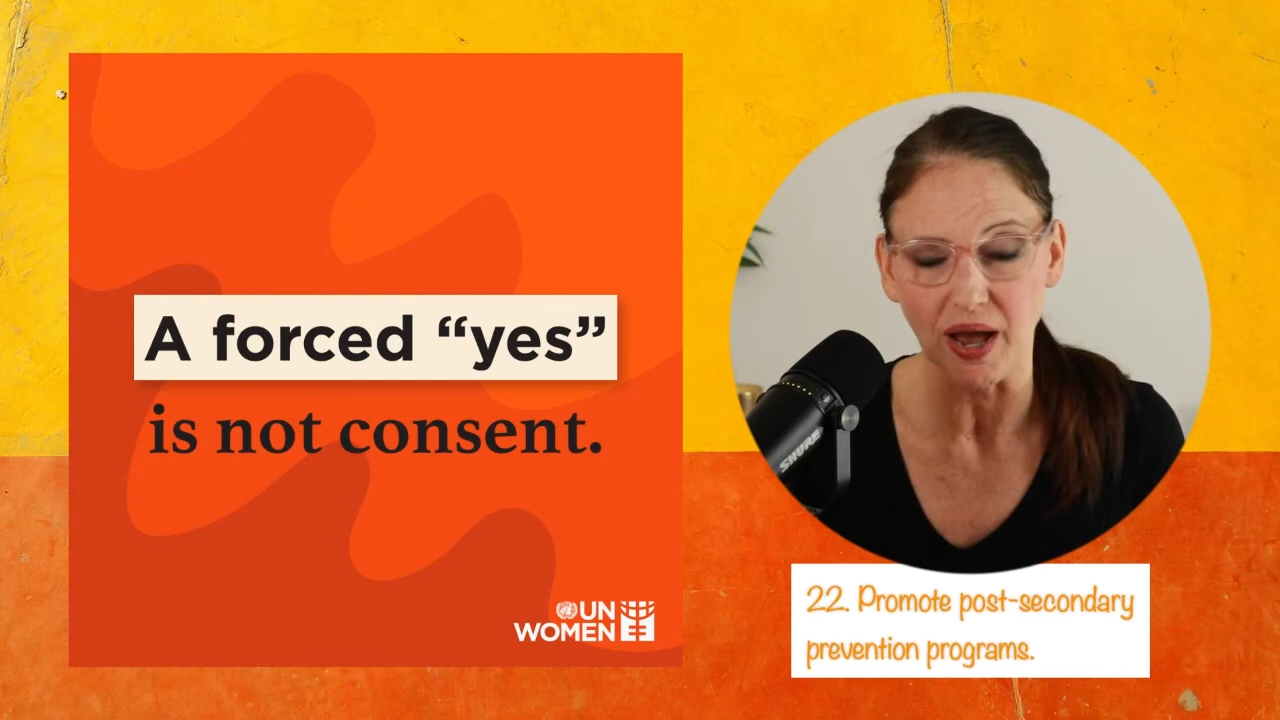 A forced “yes”
is not consent.
UN
WOMEN
SHURE
22. Promote post-secondary
prevention programs.